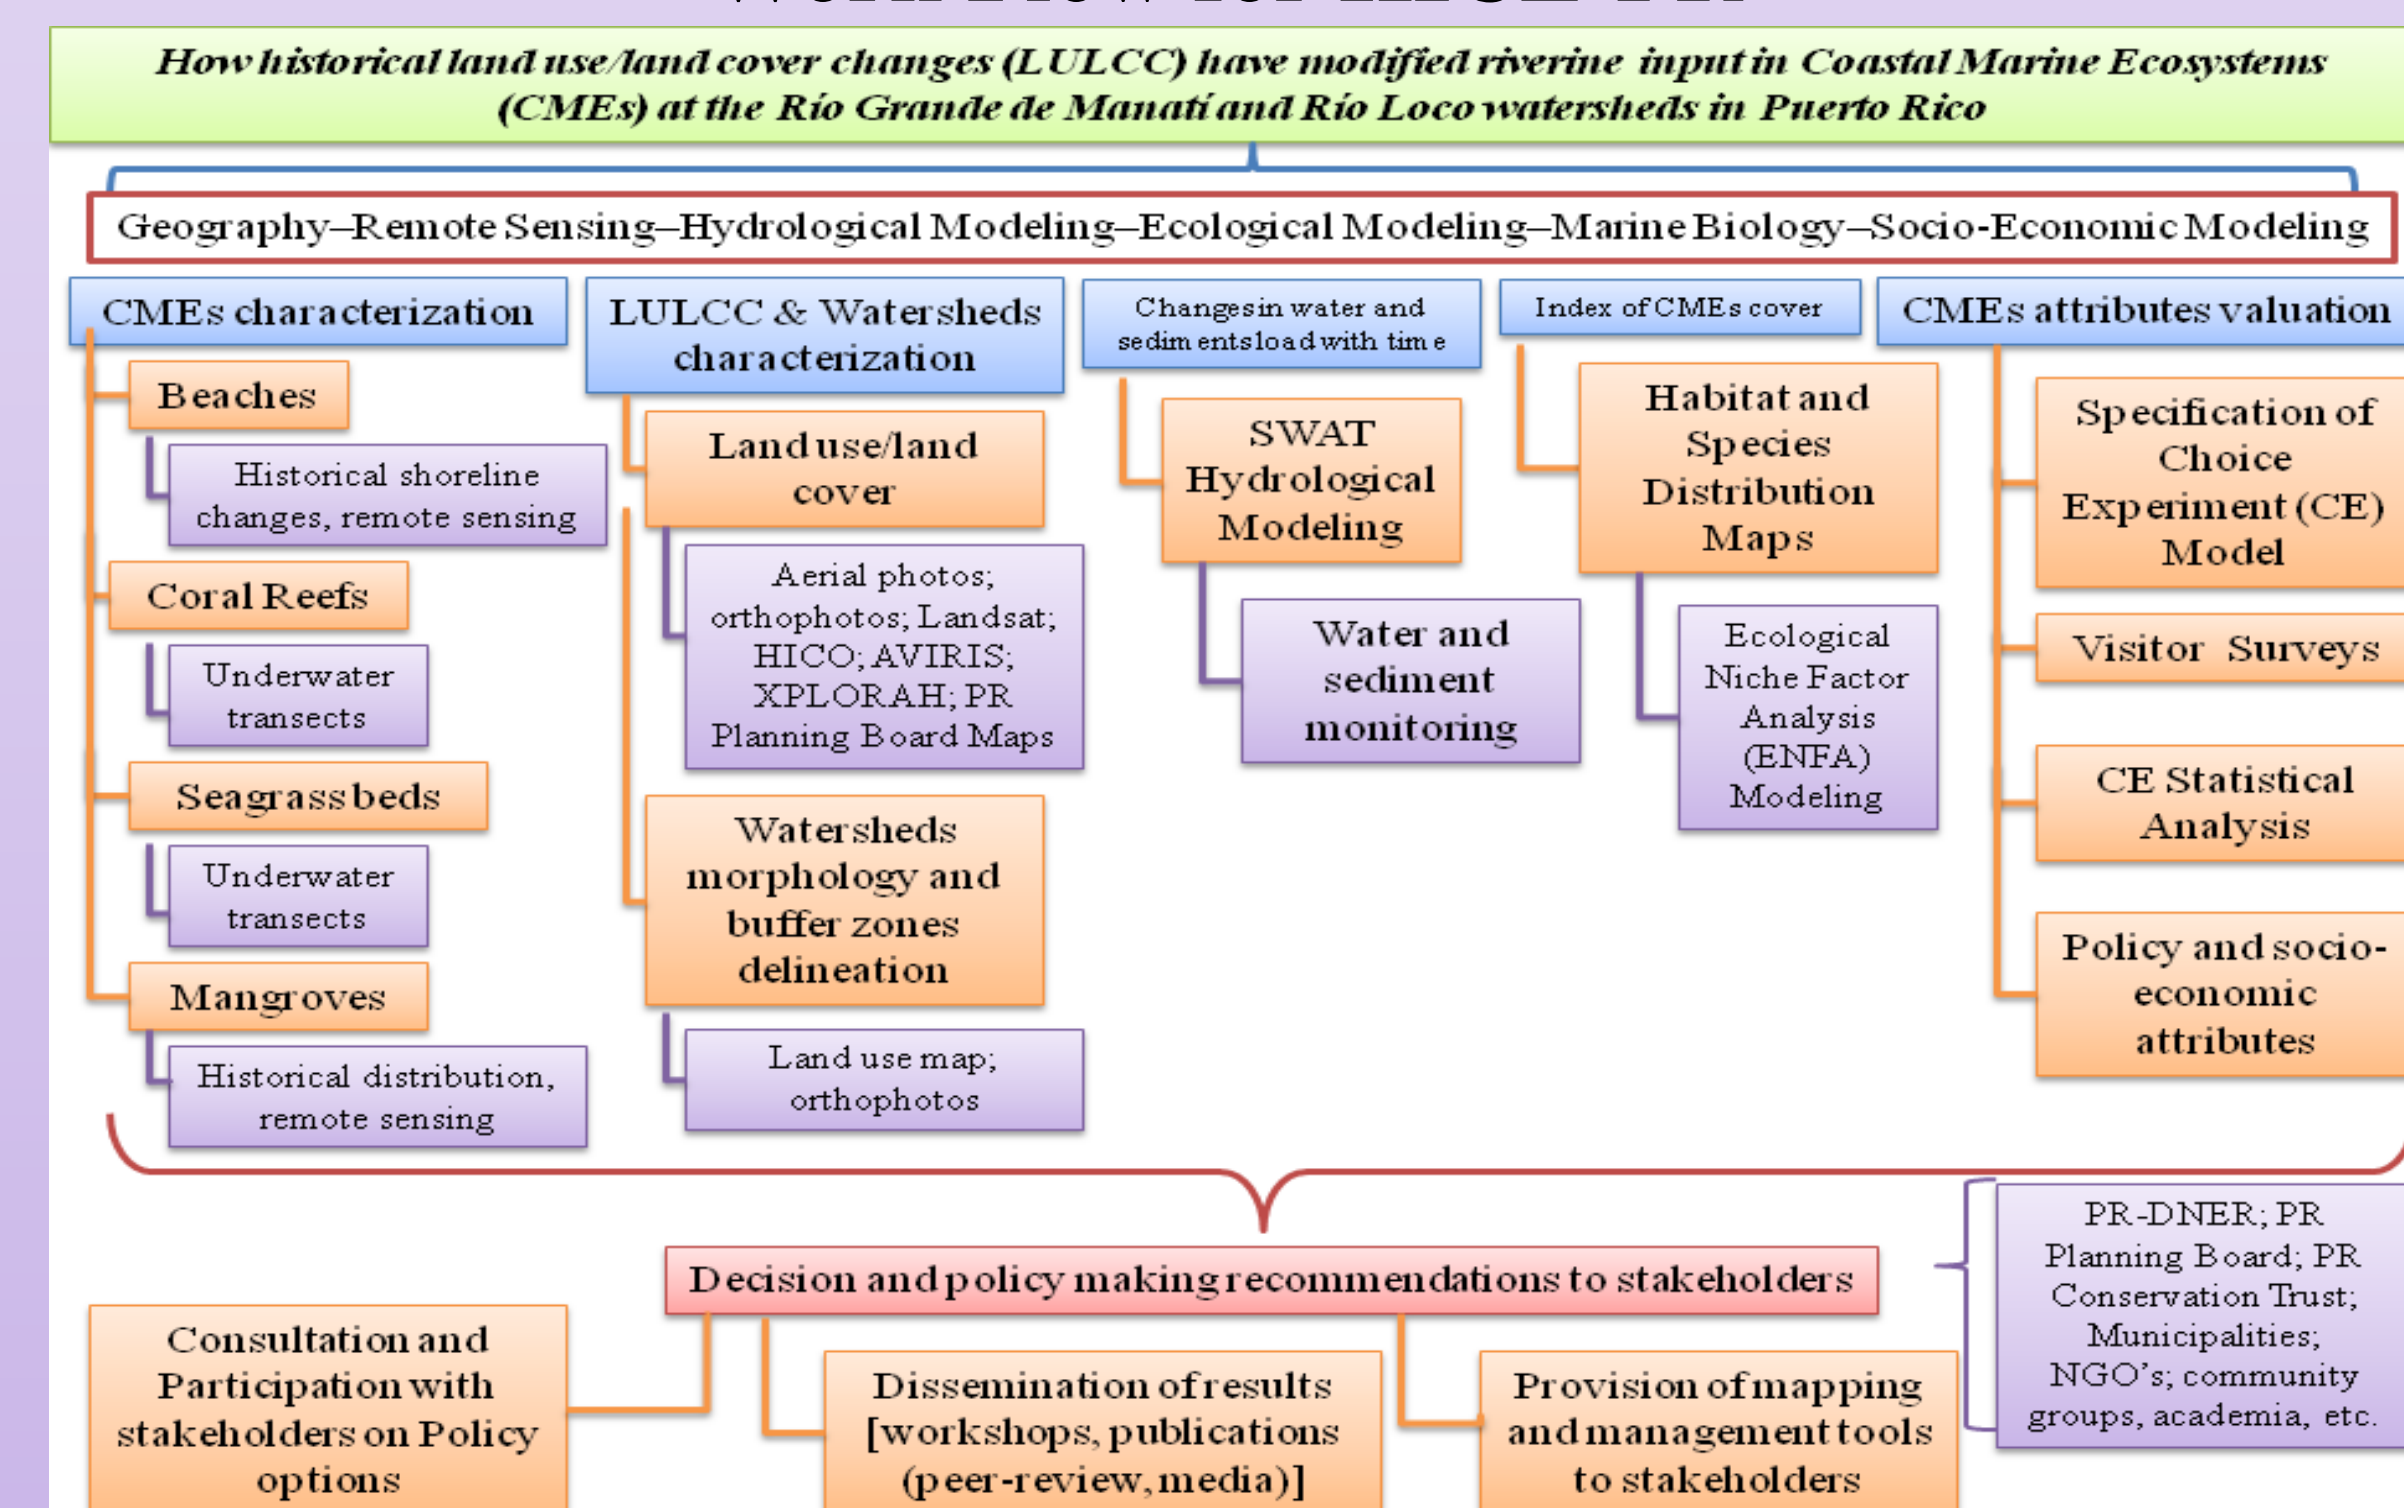 How historical land use/land cover changes (LULCC) have modified riverine input in Coastal Marine Ecosystems
(CMEs) at the Río Grande de Manatí and Río Loco watersheds in Puerto Rico
Geography–Remote Sensing–Hydrological Modeling–Ecological Modeling–Marine Biology–Socio-Economic Modeling
CMEs characterization
Beaches
Historical shoreline
changes, remote sensing
Coral Reefs
Underwater
transects
Seagrass beds
Underwater
transects
Mangroves
Historical distribution,
remote sensing
LULCC & Watersheds
characterization
Land use/land
cover
Aerial photos;
orthophotos; Landsat;
HICO; AVIRIS;
XPLORAH; PR
Planning Board Maps
Watersheds
morphology and
buffer zones
delineation
Land use map;
orthophotos
Changes in water and
sediments load with time
SWAT
Hydrological
Modeling
Water and
sediment
monitoring
Index of CMEs cover
Habitat and
Species
Distribution
Maps
Ecological
Niche Factor
Analysis
(ENFA)
Modeling
CMEs attributes valuation
Specification of
Choice
Experiment (CE)
Model
Visitor Surveys
CE Statistical
Analysis
Policy and socio-
economic
attributes
Decision and policy making recommendations to stakeholders
PR-DNER; PR
Planning Board; PR
Conservation Trust;
Municipalities;
NGO's; community
groups, academia, etc.
Consultation and
Participation with
stakeholders on Policy
options
Dissemination of results
[workshops, publications
(peer-review, media)]
Provision of mapping
and management tools
to stakeholders